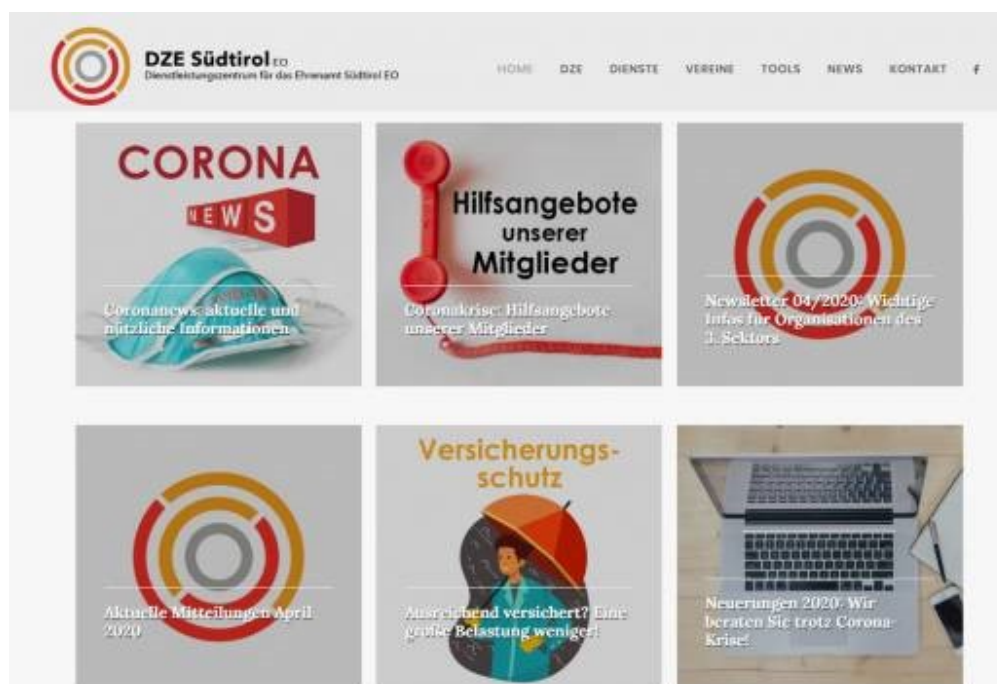 DZE Südtirol EO
Dienstleistungszentrum für das Ehrenamt Südtirol EO
HOME DZE DIENSTE VEREINE TOOLS NEWS KONTAKT f
CORONA
NEWS
Coronanews: aktuelle und
nützliche Informationen
Hilfsangebote
unserer
Mitglieder
Coronakrise: Hilfsangebote
unserer Mitglieder
Newsletter 04/2020: Wichtige
Infos für Organisationen des
3. Sektors
Aktuelle Mitteilungen April
2020
Versicherungs-
schutz
Ausreichend versichert? Eine
große Belastung weniger!
Neuerungen 2020: Wir
beraten Sie trotz Corona-
Krise!